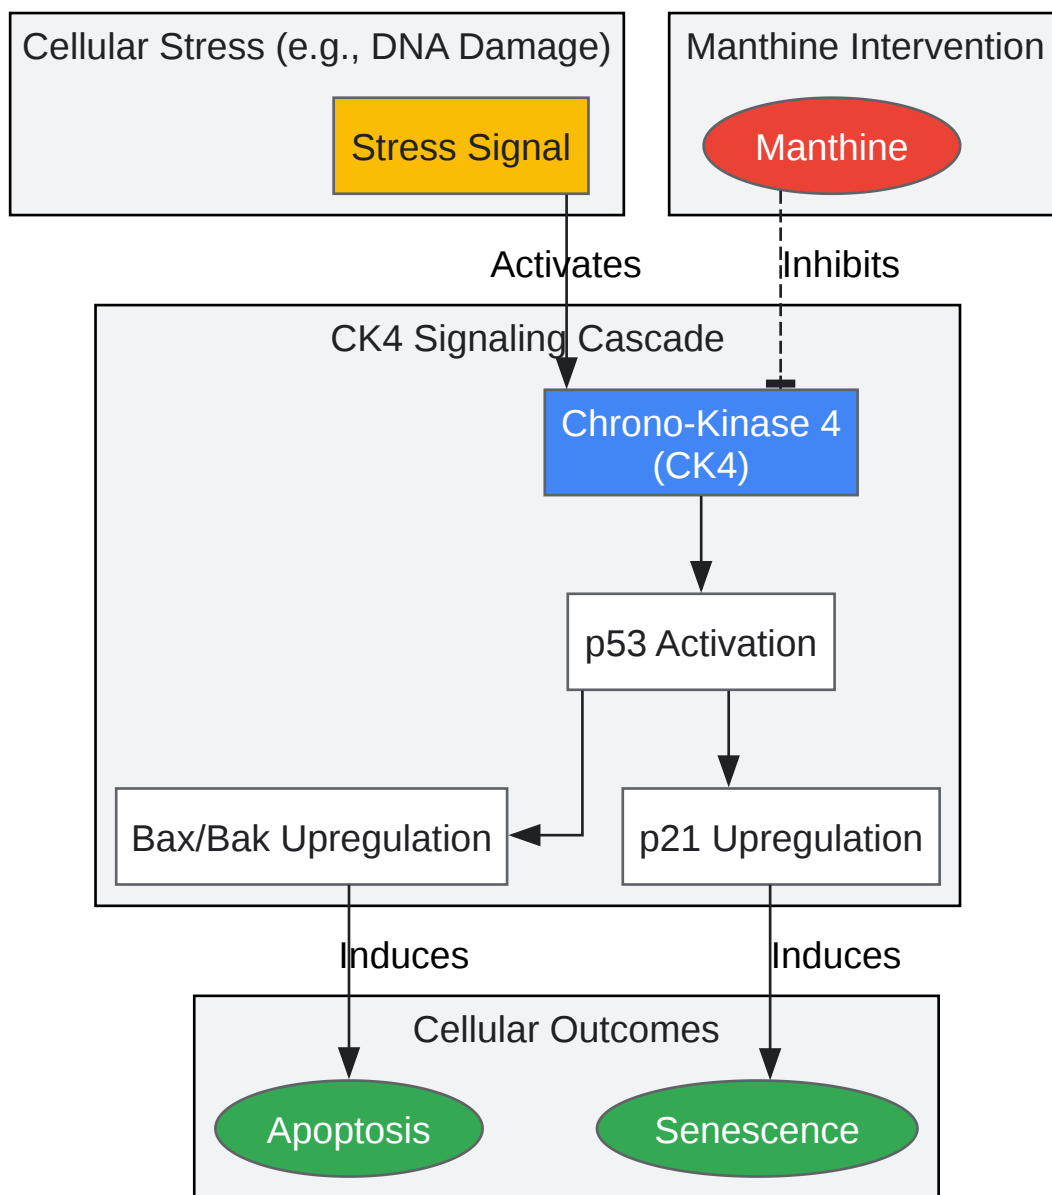 Cellular Stress (e.g., DNA Damage)
Manthine Intervention
Stress Signal
Manthine
Activates
Inhibits
CK4 Signaling Cascade
Chrono-Kinase 4
(CK4)
p53 Activation
Bax/Bak Upregulation
p21 Upregulation
Induces
Induces
Cellular Outcomes
Apoptosis
Senescence